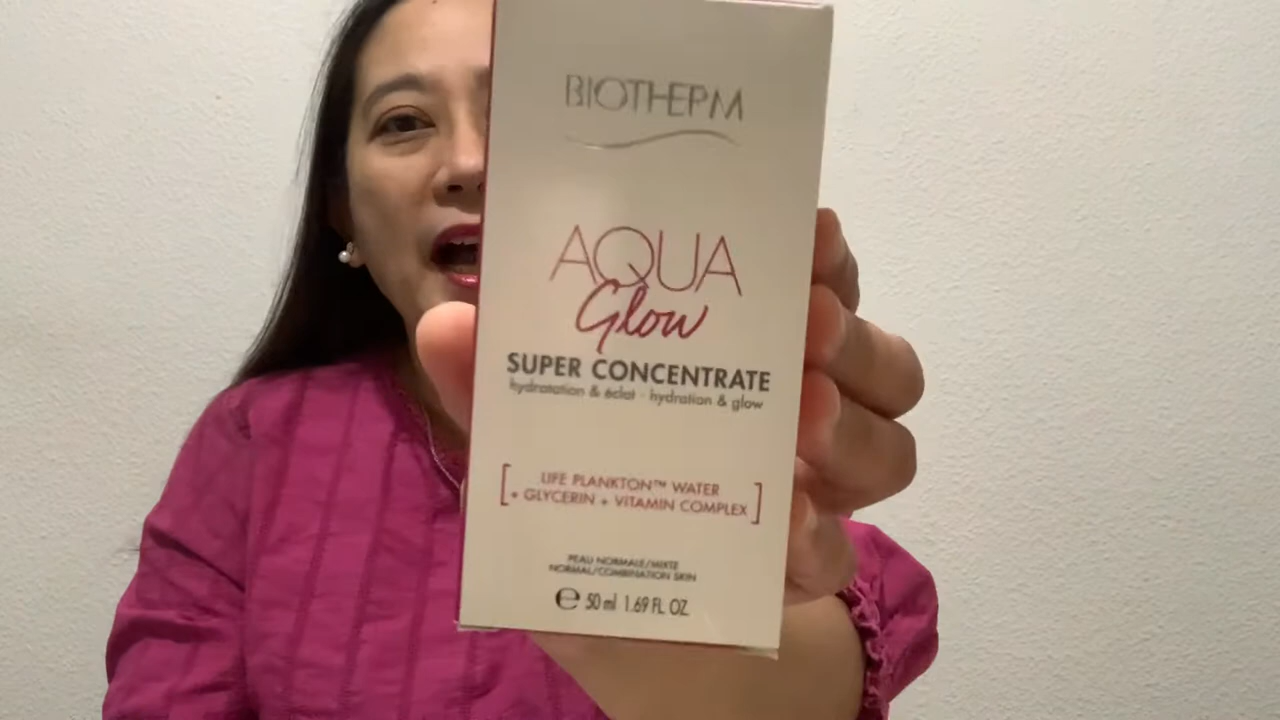 BIOTHERM
AQUA
Glow
SUPER CONCENTRATE
hydratation & éclat - hydration & glow
LIFE PLANKTON™ WATER
+ GLYCERIN + VITAMIN COMPLEX
PEAU NORMALE/MIXTE
NORMAL/COMBINATION SKIN
e 50 ml 1.69 FL. OZ.